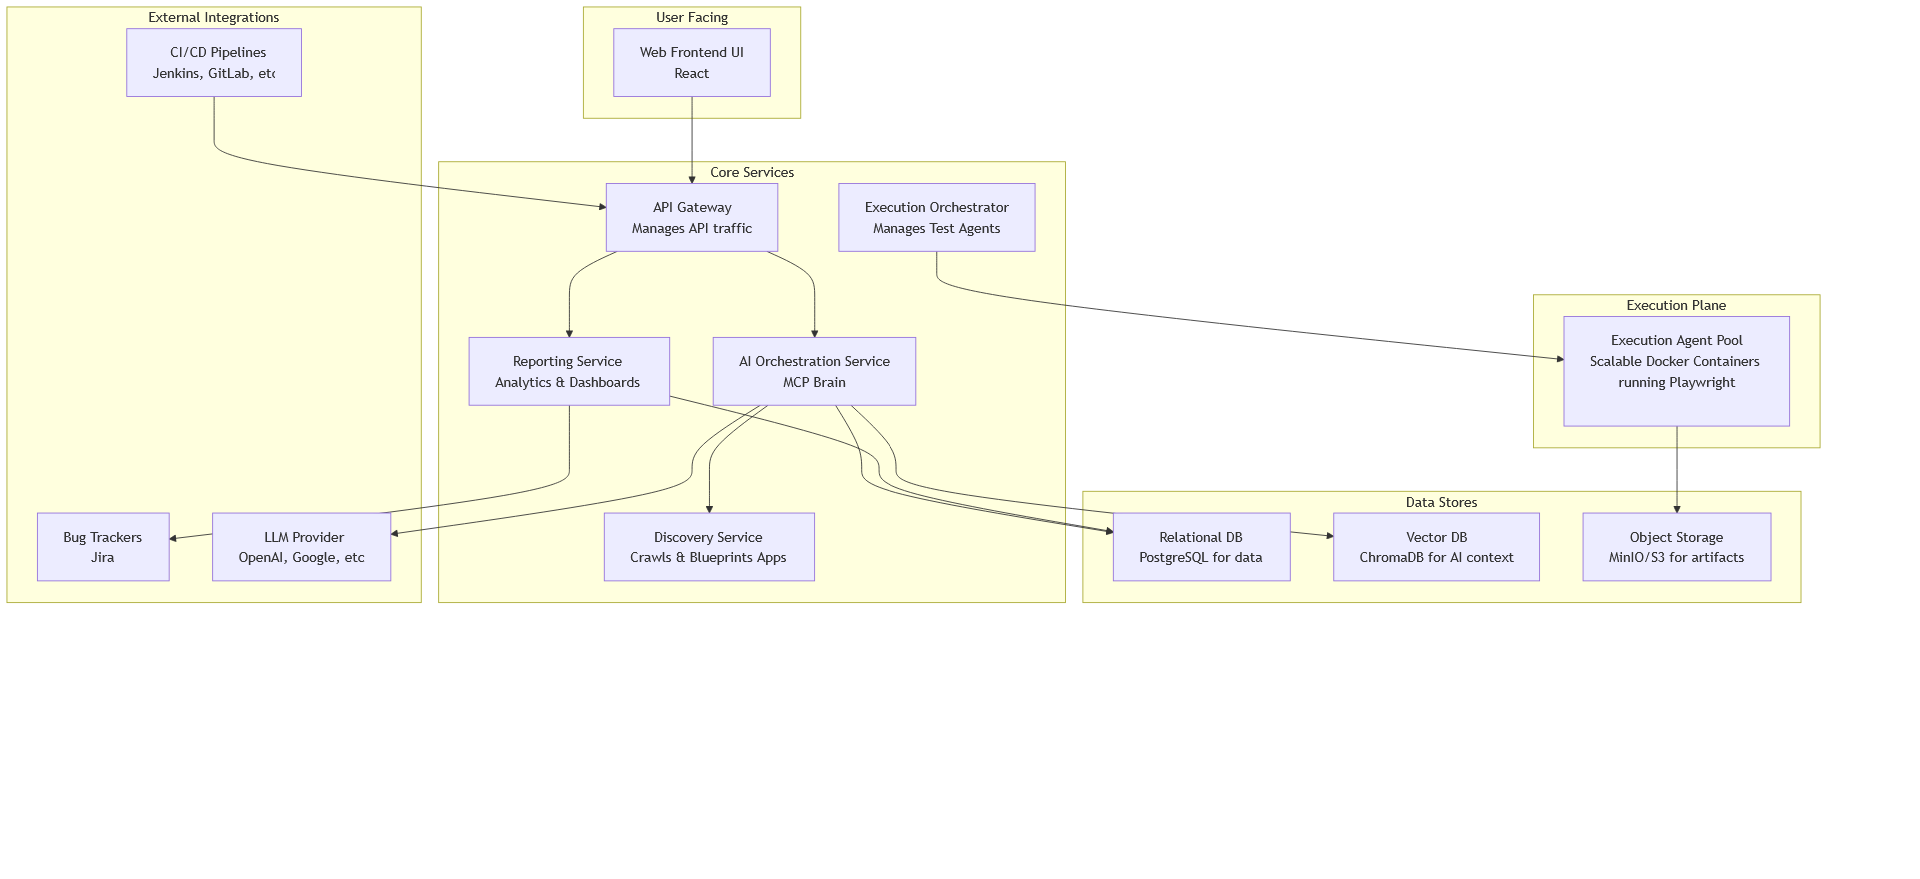 External Integrations
CI/CD Pipelines
Jenkins, GitLab, etc
User Facing
Web Frontend UI
React
Core Services
API Gateway
Manages API traffic
Execution Orchestrator
Manages Test Agents
Execution Plane
Execution Agent Pool
Scalable Docker Containers
running Playwright
Reporting Service
Analytics & Dashboards
AI Orchestration Service
MCP Brain
Data Stores
Bug Trackers
Jira
LLM Provider
OpenAI, Google, etc
Discovery Service
Crawls & Blueprints Apps
Relational DB
PostgreSQL for data
Vector DB
ChromaDB for AI context
Object Storage
MinIO/S3 for artifacts